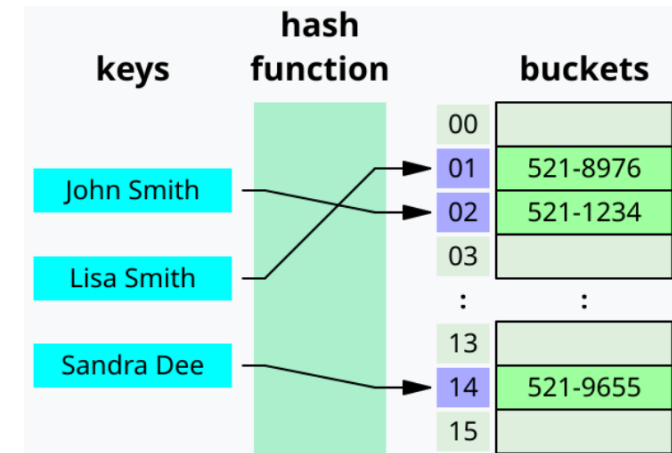 keys
hash
function
buckets
John Smith
Lisa Smith
Sandra Dee
00
01 521-8976
02 521-1234
03
: :
13
14 521-9655
15